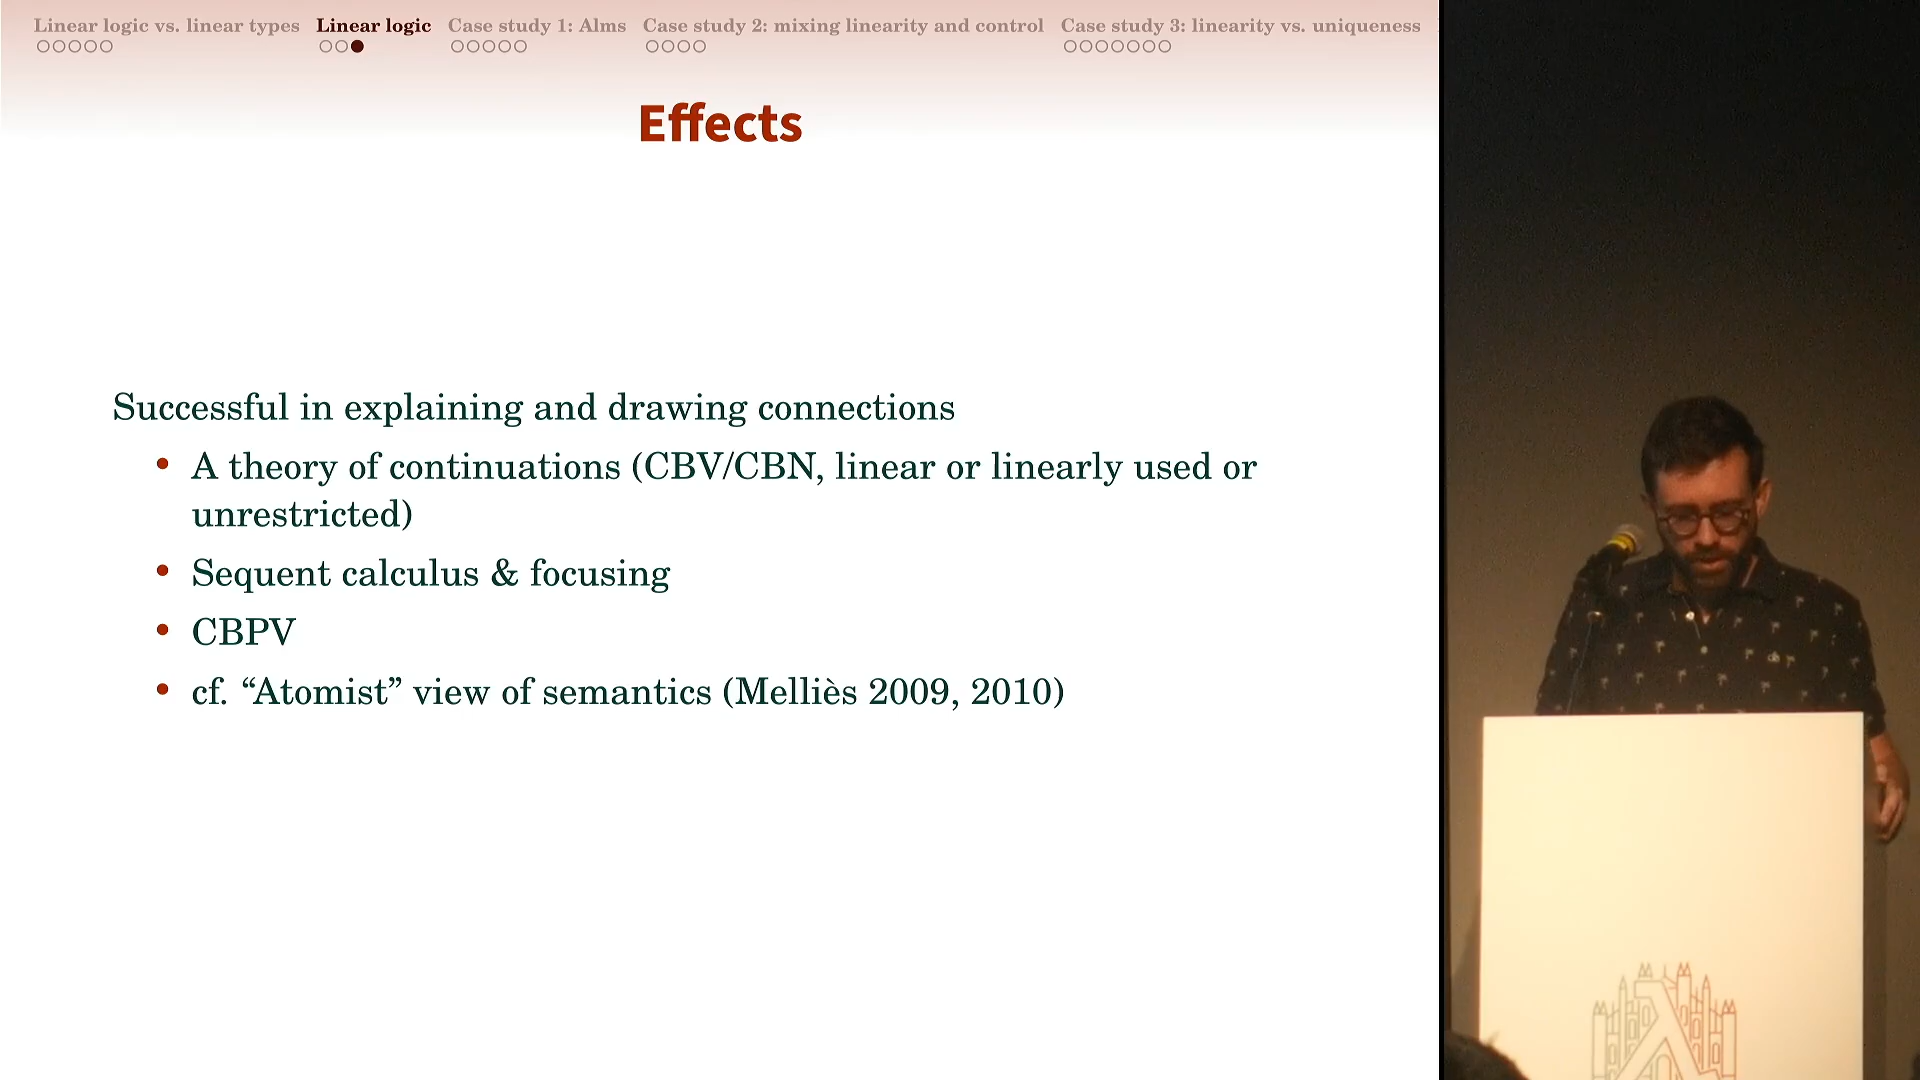 Linear logic vs. linear types Linear logic Case study 1: Alms Case study 2: mixing linearity and control Case study 3: linearity vs. uniqueness
Effects
Successful in explaining and drawing connections
• A theory of continuations (CBV/CBN, linear or linearly used or
unrestricted)
• Sequent calculus & focusing
• CBPV
• cf. “Atomist” view of semantics (Melliès 2009, 2010)